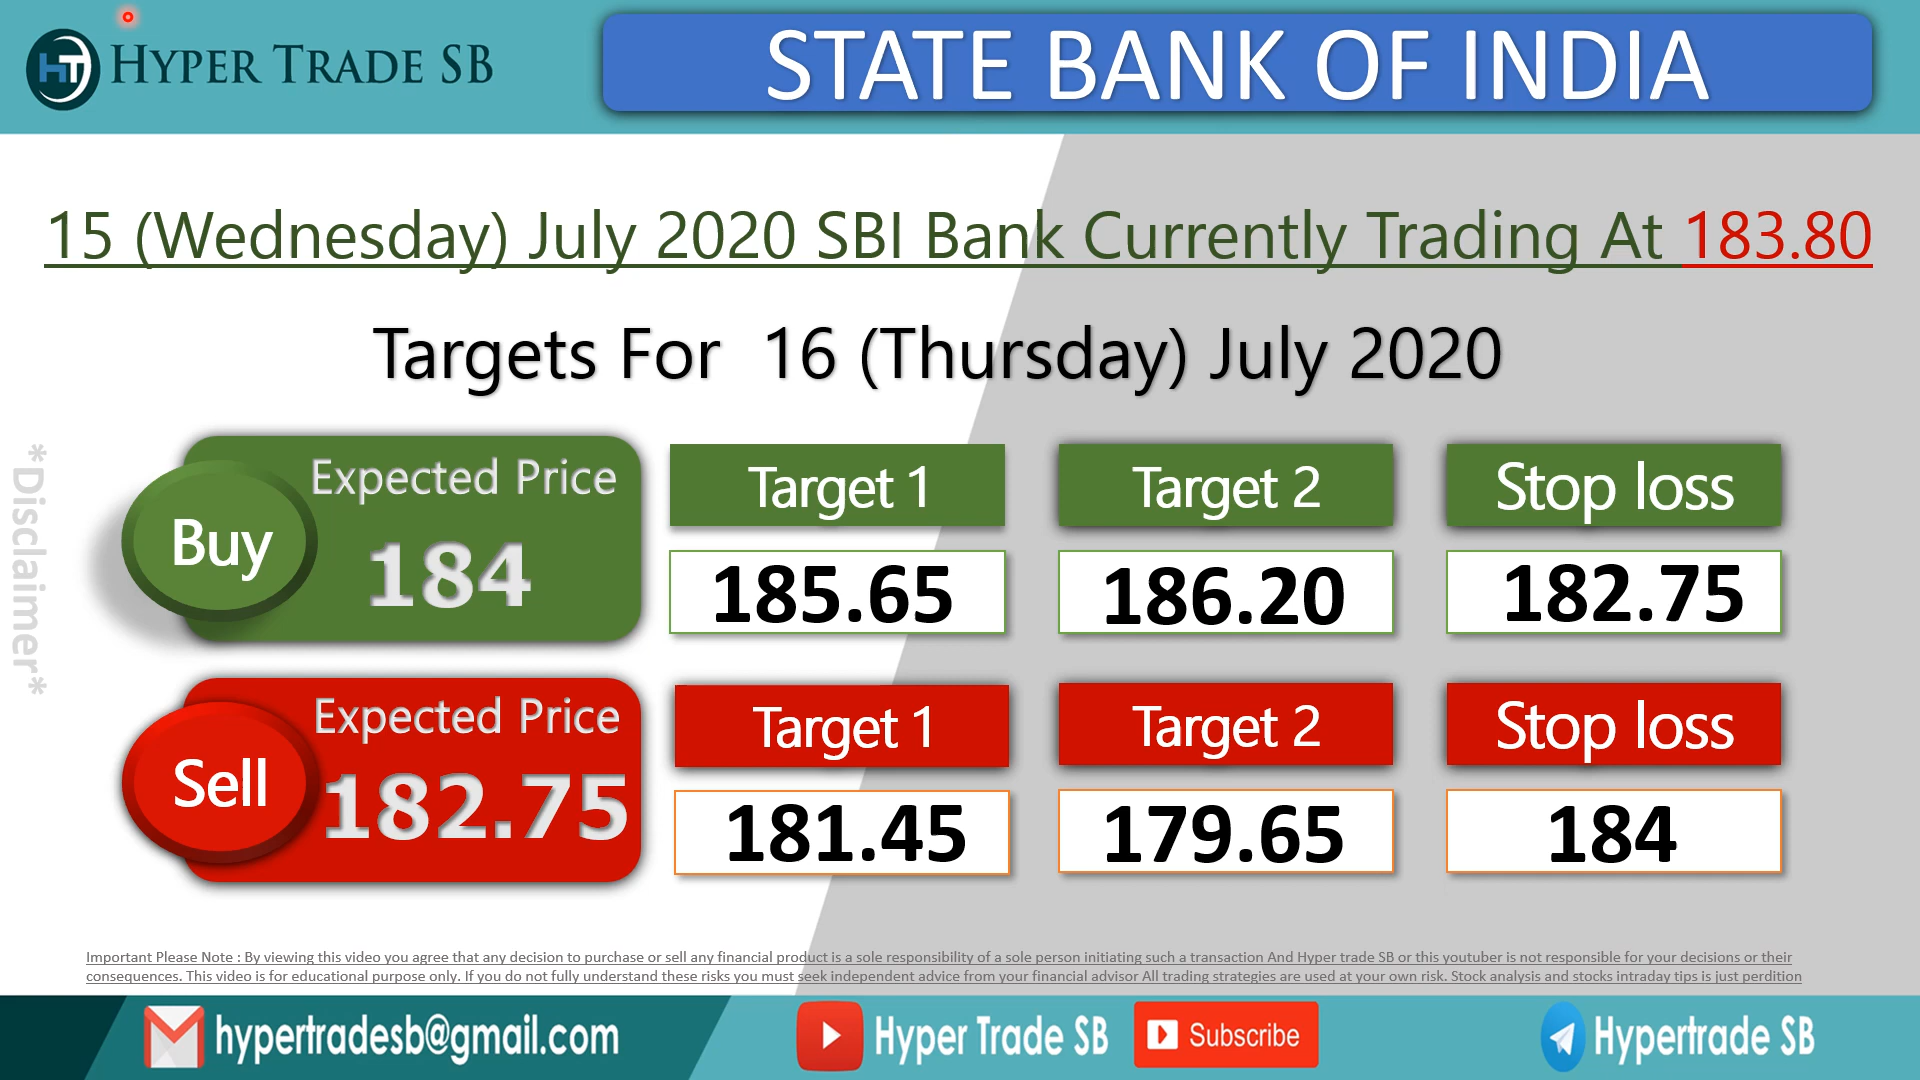 HT HYPER TRADE SB
STATE BANK OF INDIA
15 (Wednesday) July 2020 SBI Bank Currently Trading At 183.80
Targets For 16 (Thursday) July 2020
*Disclaimer*
Buy
Expected Price
184
Target 1
185.65
Target 2
186.20
Stop loss
182.75
Sell
Expected Price
182.75
Target 1
181.45
Target 2
179.65
Stop loss
184
Important Please Note : By viewing this video you agree that any decision to purchase or sell any financial product is a sole responsibility of a sole person initiating such a transaction And Hyper trade SB or this youtuber is not responsible for your decisions or their
consequences. This video is for educational purpose only. If you do not fully understand these risks you must seek independent advice from your financial advisor All trading strategies are used at your own risk. Stock analysis and stocks intraday tips is just perdition
hypertradesb@gmail.com
Hyper Trade SB
Subscribe
Hypertrade SB